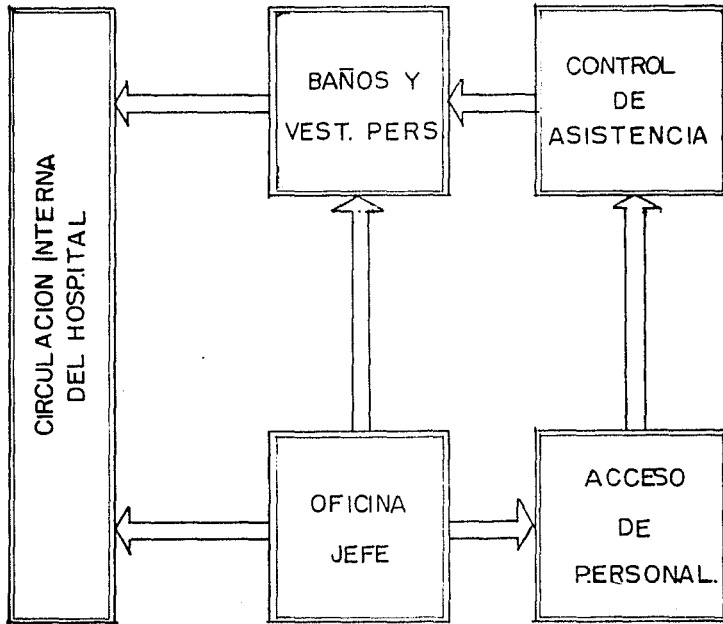 BAÑOS Y
VEST. PERS
CONTROL
DE
ASISTENCIA
CIRCULACION INTERNA
DEL HOSPITAL
OFICINA
JEFE
ACCESO
DE
PERSONAL.